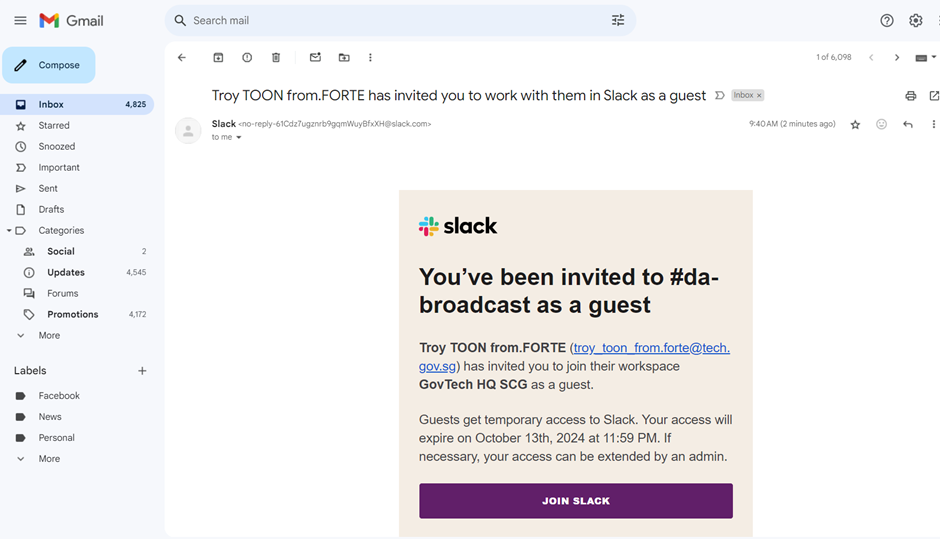 Gmail
Search mail
Compose
1 of 6,098
Troy TOON from.FORTE has invited you to work with them in Slack as a guest
Inbox ×
Inbox 4,825
Starred
Snoozed
Important
Sent
Drafts
Categories
Social 2
Updates 4,545
Forums
Promotions 4,172
More
Labels +
Facebook
News
Personal
More
Slack <no-reply-61Cdz7ugznrb9gqmWuyBfxXH@slack.com>
9:40 AM (2 minutes ago)
to me
slack
You’ve been invited to #da-
broadcast as a guest
Troy TOON from.FORTE (troy_toon_from.forte@tech.
gov.sg) has invited you to join their workspace
GovTech HQ SCG as a guest.
Guests get temporary access to Slack. Your access will
expire on October 13th, 2024 at 11:59 PM. If
necessary, your access can be extended by an admin.
JOIN SLACK